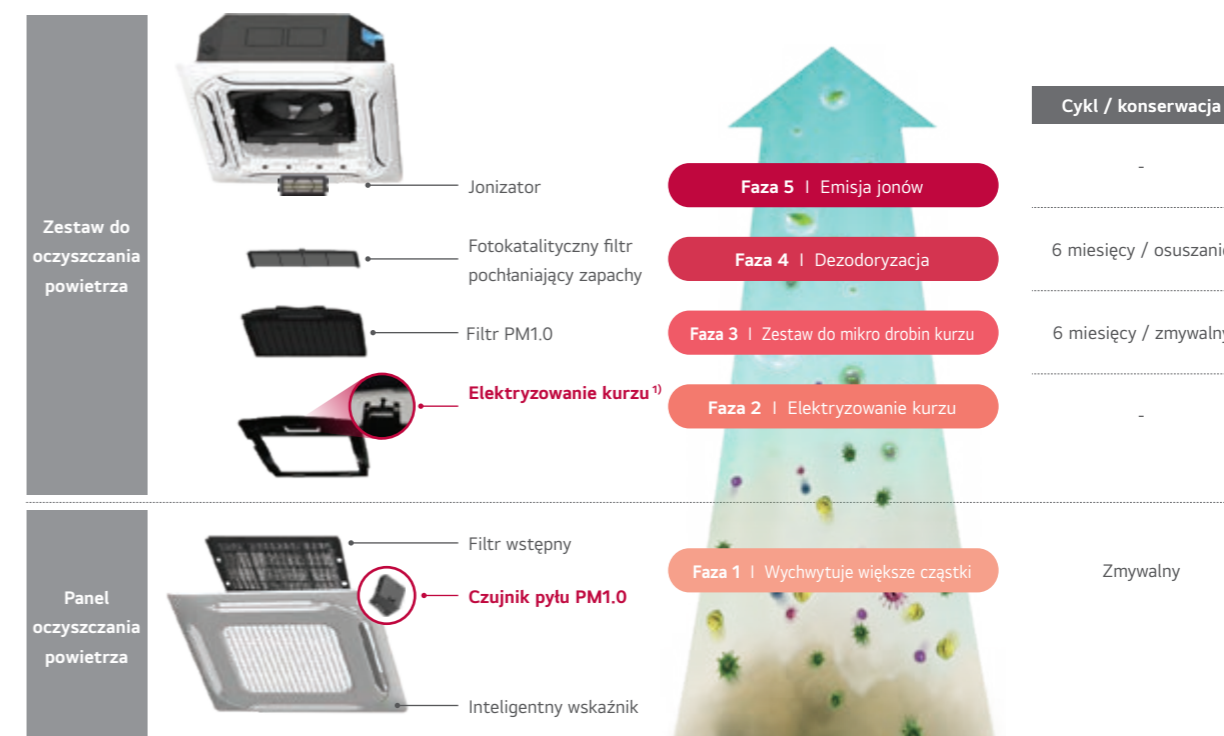 Cykl / konserwacja
Zestaw do
oczyszczania
powietrza
Jonizator
Faza 5 | Emisja jonów
-
Fotokatalityczny filtr
pochłaniający zapachy
Faza 4 | Dezodoryzacja
6 miesięcy / osuszanie
Filtr PM1.0
Faza 3 | Zestaw do mikro drobin kurzu
6 miesięcy / zmywalny
Elektryzowanie kurzu 1)
Faza 2 | Elektryzowanie kurzu
-
Panel
oczyszczania
powietrza
Filtr wstępny
Czujnik pyłu PM1.0
Inteligentny wskaźnik
Faza 1 | Wychwytuje większe cząstki
Zmywalny